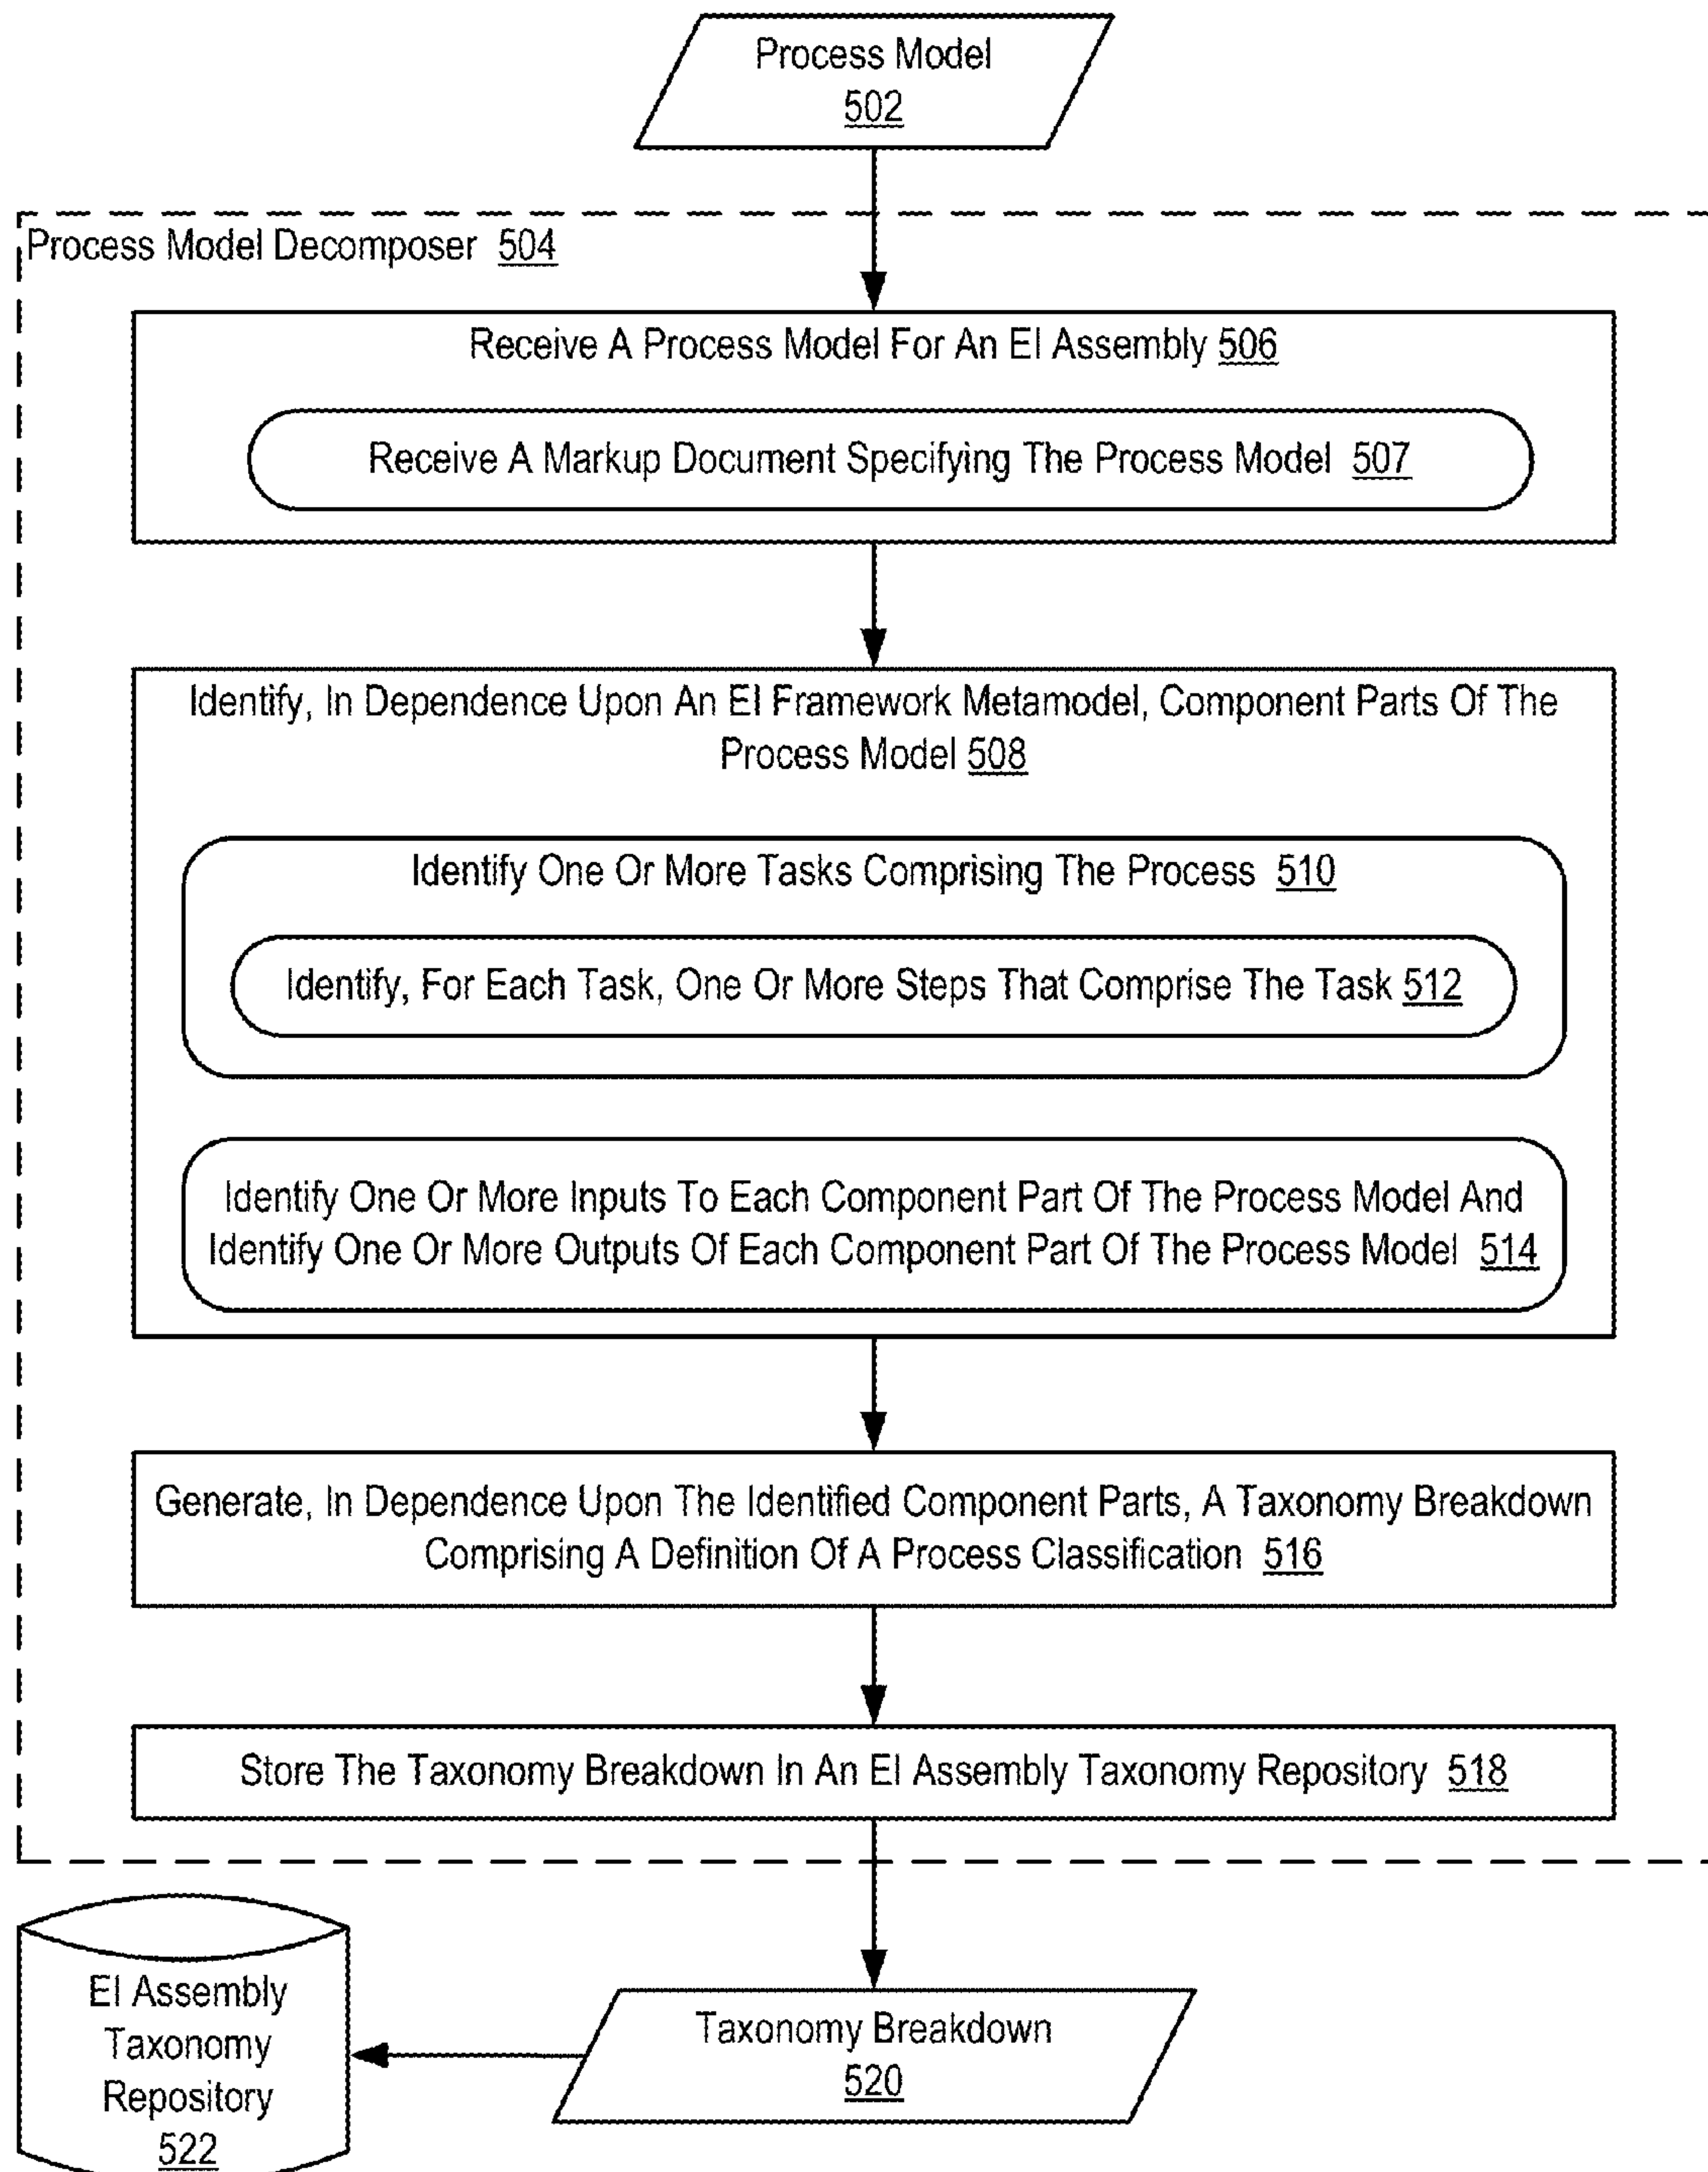 Process Model
502
Process Model Decomposer 504
Receive A Process Model For An EI Assembly 506
Receive A Markup Document Specifying The Process Model 507
Identify, In Dependence Upon An EI Framework Metamodel, Component Parts Of The
Process Model 508
Identify One Or More Tasks Comprising The Process 510
Identify, For Each Task, One Or More Steps That Comprise The Task 512
Identify One Or More Inputs To Each Component Part Of The Process Model And
Identify One Or More Outputs Of Each Component Part Of The Process Model 514
Generate, In Dependence Upon The Identified Component Parts, A Taxonomy Breakdown
Comprising A Definition Of A Process Classification 516
Store The Taxonomy Breakdown In An EI Assembly Taxonomy Repository 518
EI Assembly
Taxonomy
Repository
522
Taxonomy Breakdown
520